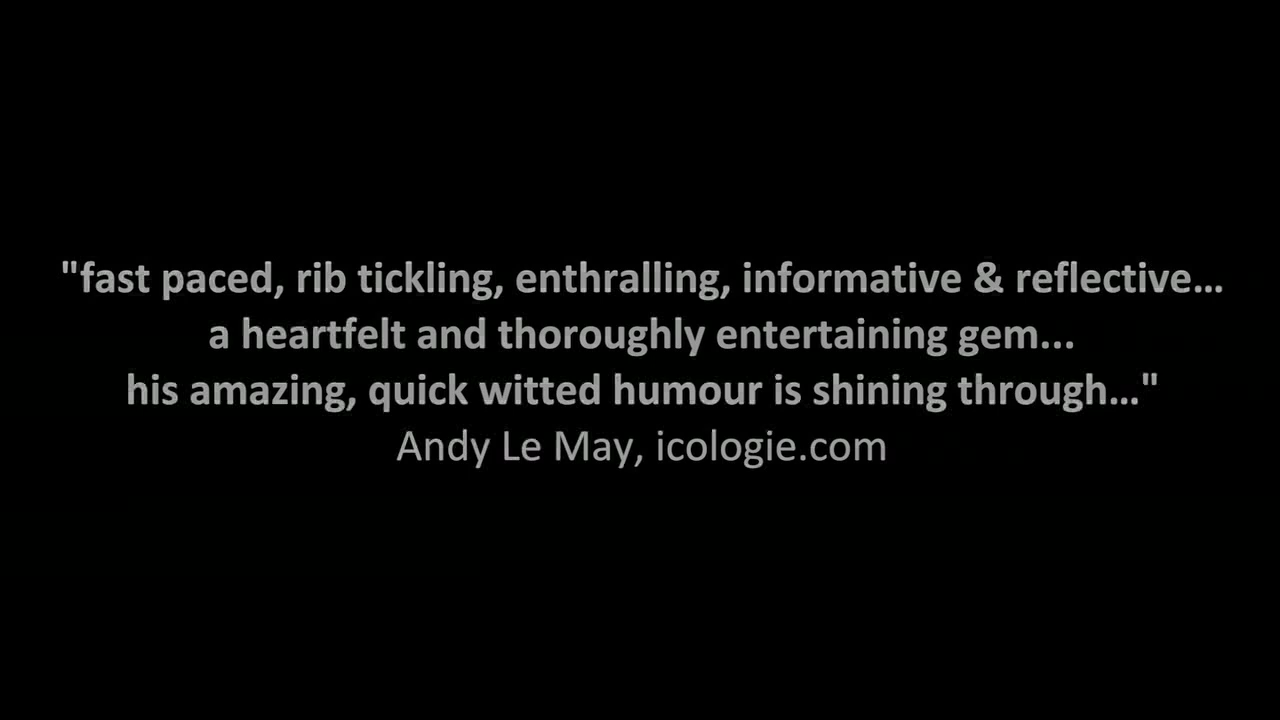 "fast paced, rib tickling, enthralling, informative & reflective…
a heartfelt and thoroughly entertaining gem...
his amazing, quick witted humour is shining through…"
Andy Le May, icologie.com